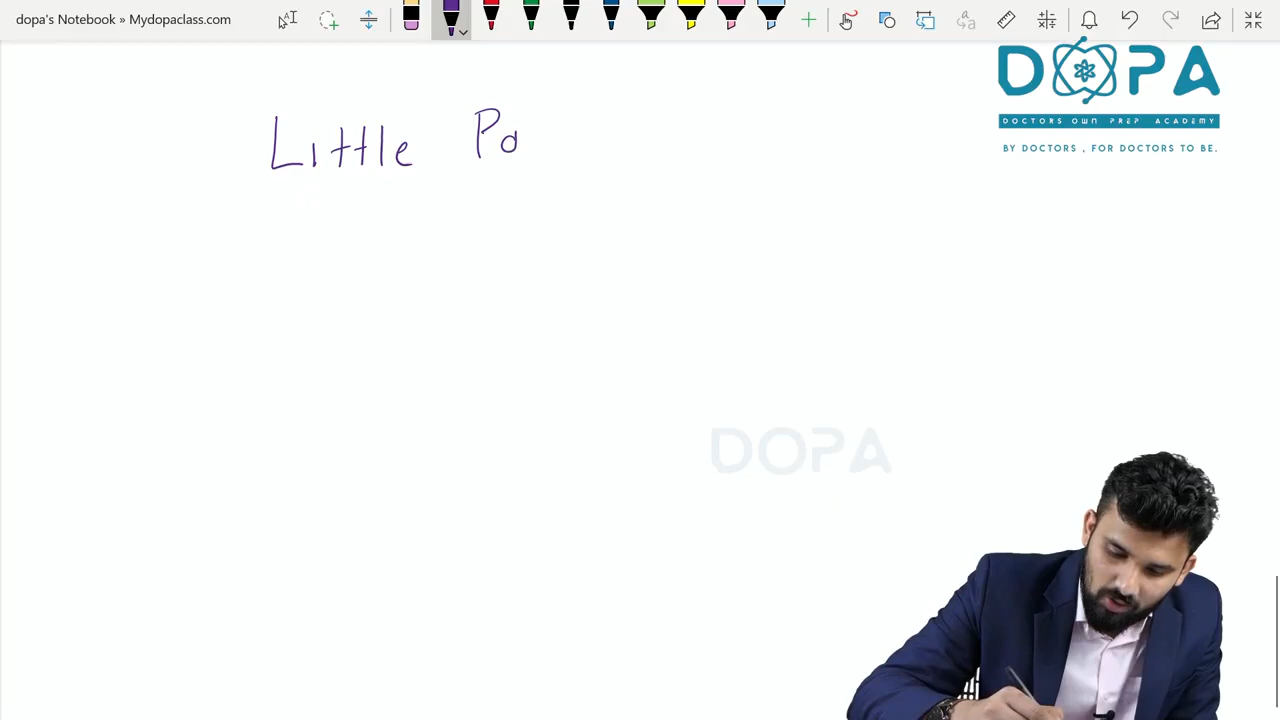 dopa's Notebook » Mydopaclass.com
DOPA
DOCTORS OWN PREP ACADEMY
BY DOCTORS , FOR DOCTORS TO BE.
Little Po
DOPA